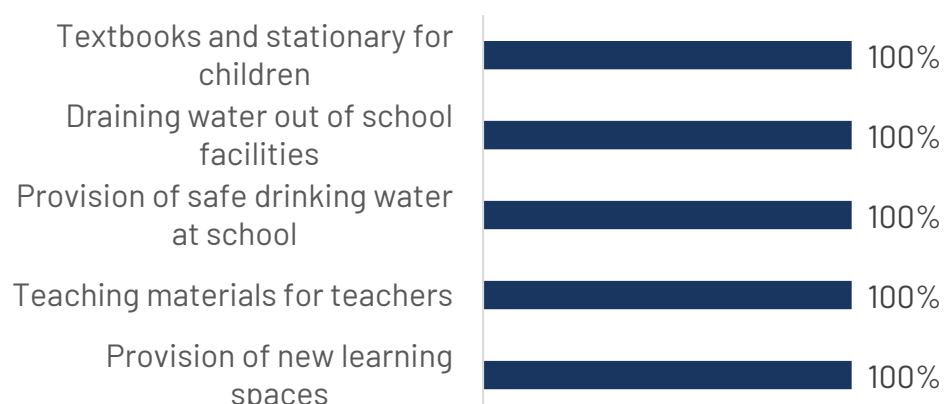 Textbooks and stationary for
children
100%
Draining water out of school
facilities
100%
Provision of safe drinking water
at school
100%
Teaching materials for teachers
100%
Provision of new learning
spaces
100%